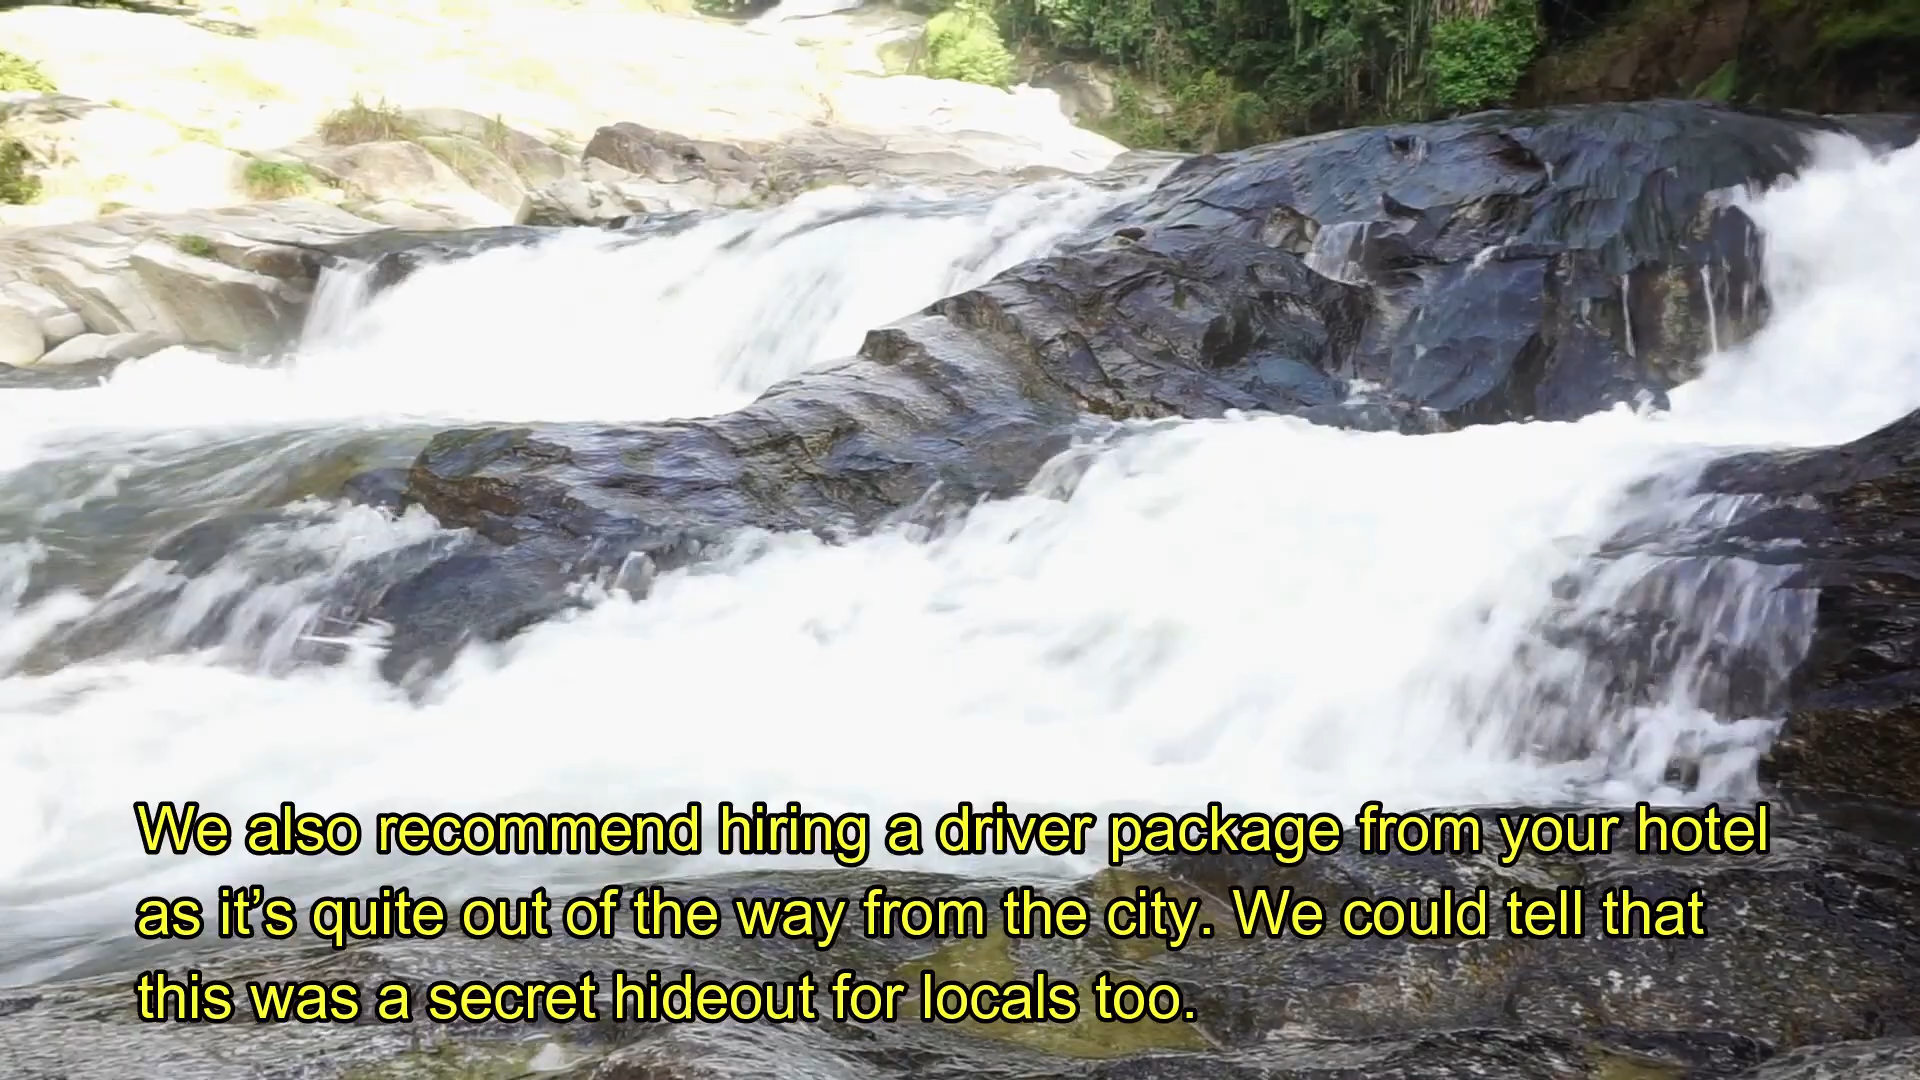 We also recommend hiring a driver package from your hotel
as it’s quite out of the way from the city. We could tell that
this was a secret hideout for locals too.